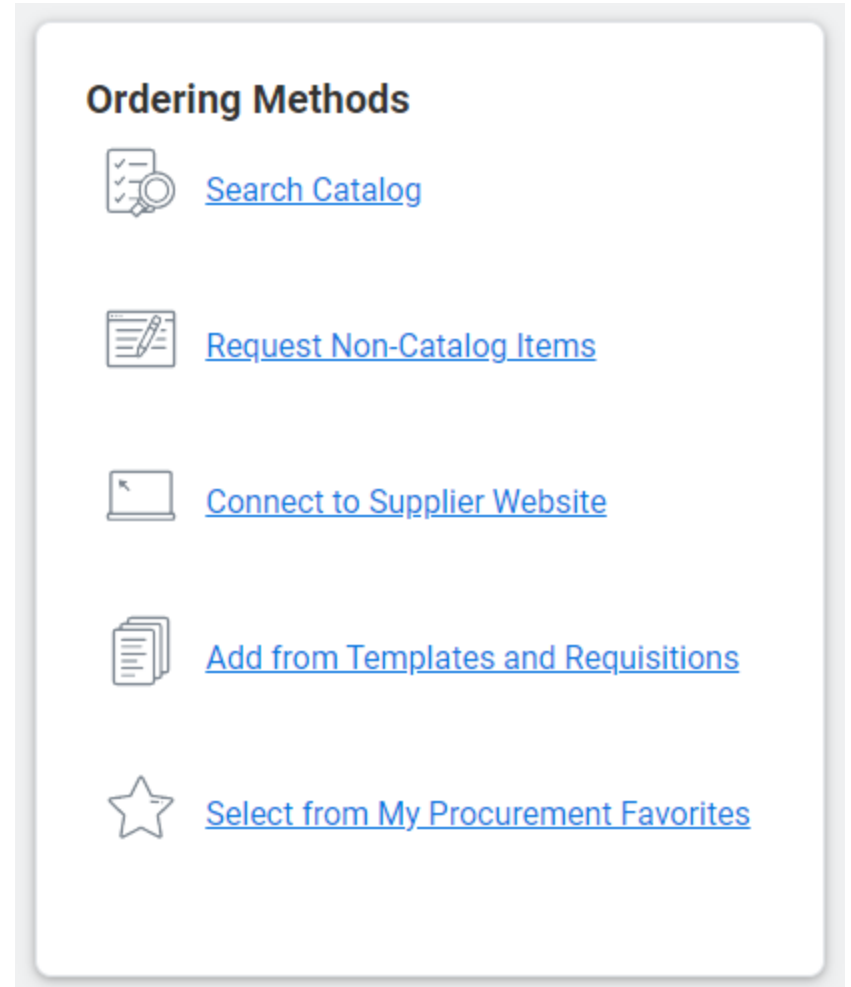 Ordering Methods
Search Catalog
Request Non-Catalog Items
Connect to Supplier Website
Add from Templates and Requisitions
Select from My Procurement Favorites